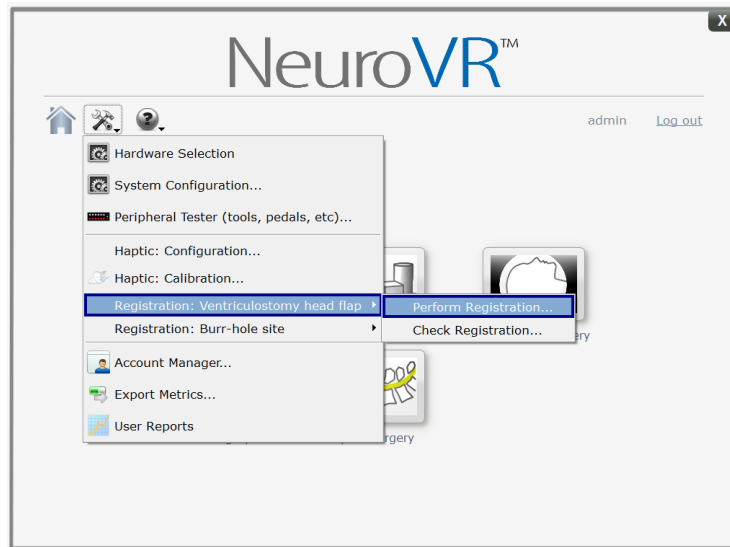 X
NeuroVR™
admin Log out
Hardware Selection
System Configuration...
Peripheral Tester (tools, pedals, etc)...
Haptic: Configuration...
Haptic: Calibration...
Registration: Ventriculostomy head flap
Perform Registration...
Registration: Burr-hole site
Check Registration...
Account Manager...
Export Metrics...
User Reports